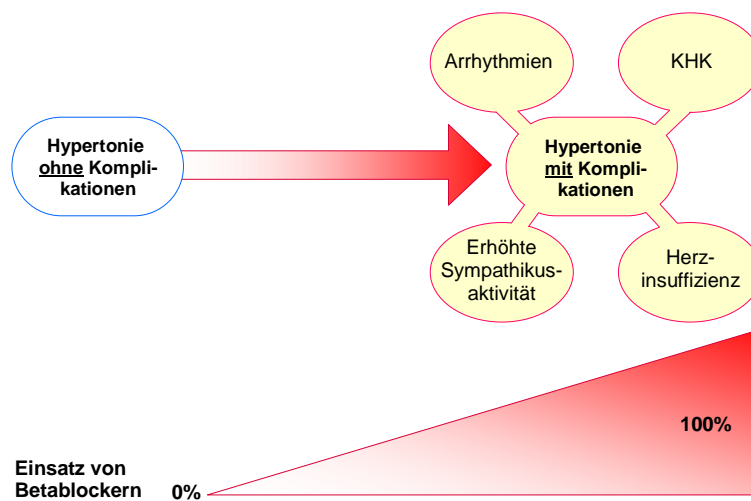 Arrhythmien
KHK
Hypertonie
ohne Kompli-
kationen
Hypertonie
mit Kompli-
kationen
Erhöhte
Sympathikus-
aktivität
Herz-
insuffizienz
100%
Einsatz von
Betablockern
0%